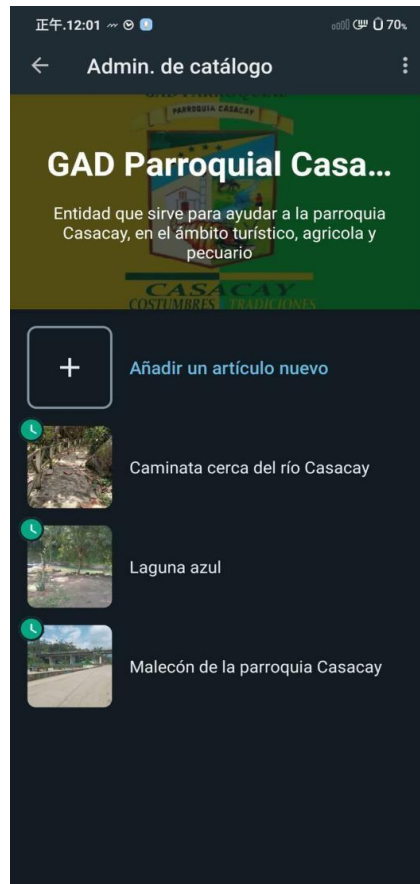 正午.12:01
70%
Admin. de catálogo
PARROQUIA CASACAY
GAD Parroquial Casa...
Entidad que sirve para ayudar a la parroquia
Casacay, en el ámbito turístico, agricola y
pecuario
CASACAY
COSTUMBRES TRADICIONES
+
Añadir un artículo nuevo
Caminata cerca del río Casacay
Laguna azul
Malecón de la parroquia Casacay